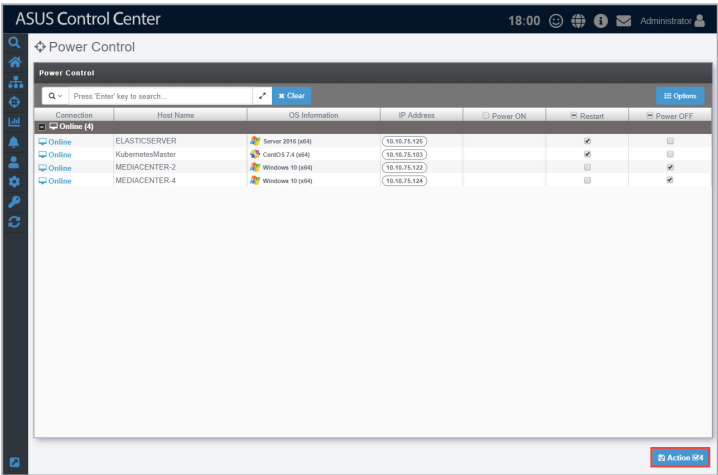 ASUS Control Center 18:00 Administrator
Power Control
Power Control
Press 'Enter' key to search... Clear Options
Connection Host Name OS Information IP Address Power ON Restart Power OFF
Online (4)
Online ELASTICSERVER Server 2016 (x64) 10.10.75.125
Online KubernetesMaster CentOS 7.4 (x64) 10.10.75.103
Online MEDIACENTER-2 Windows 10 (x64) 10.10.75.122
Online MEDIACENTER-4 Windows 10 (x64) 10.10.75.124
Action 4